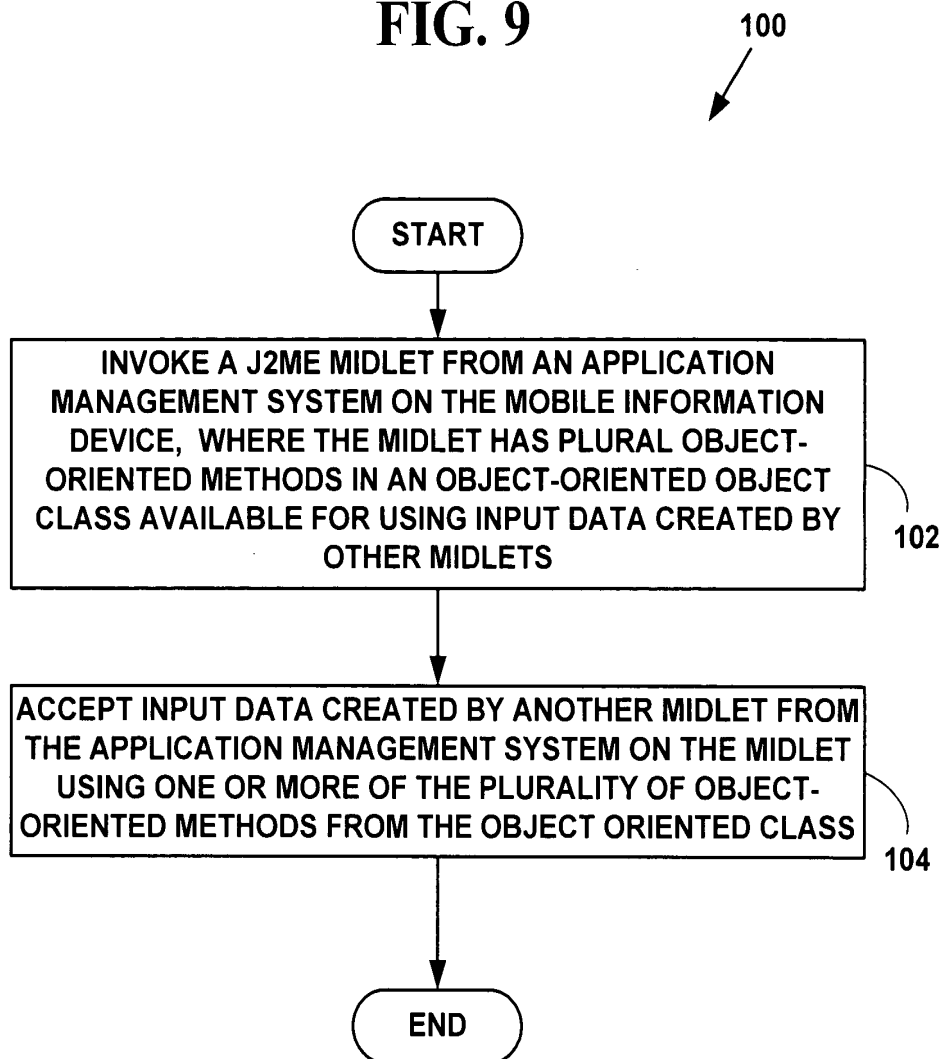 FIG. 9
100
START
INVOKE A J2ME MIDLET FROM AN APPLICATION
MANAGEMENT SYSTEM ON THE MOBILE INFORMATION
DEVICE, WHERE THE MIDLET HAS PLURAL OBJECT-
ORIENTED METHODS IN AN OBJECT-ORIENTED OBJECT
CLASS AVAILABLE FOR USING INPUT DATA CREATED BY
OTHER MIDLETS
102
ACCEPT INPUT DATA CREATED BY ANOTHER MIDLET FROM
THE APPLICATION MANAGEMENT SYSTEM ON THE MIDLET
USING ONE OR MORE OF THE PLURALITY OF OBJECT-
ORIENTED METHODS FROM THE OBJECT ORIENTED CLASS
104
END